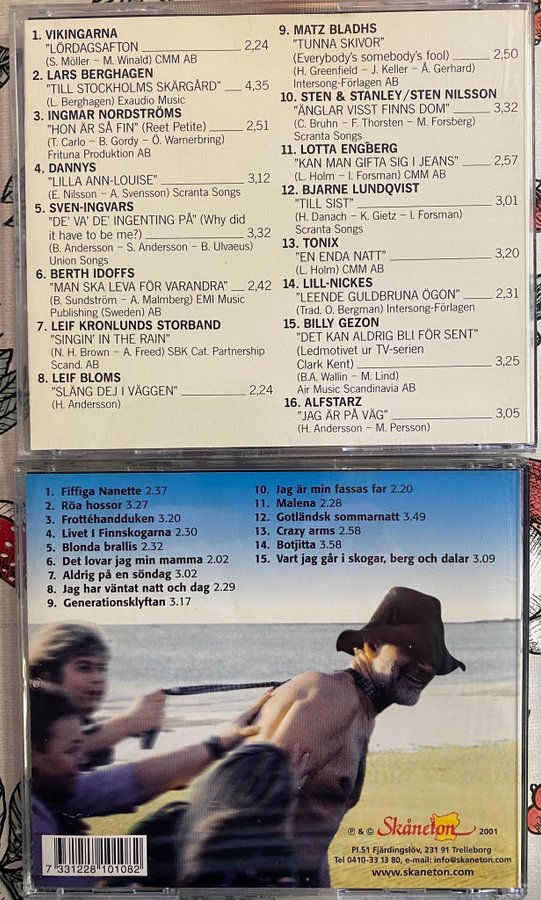 1. VIKINGARNA
"LÖRDAGSAFTON 2,24
(S. Möller – M. Winald) CMM AB
2. LARS BERGHAGEN
"TILL STOCKHOLMS SKÄRGÅRD" 4,35
(L. Berghagen) Exaudio Music
3. INGMAR NORDSTRÖMS
"HON ÄR SÅ FIN" (Reet Petite) 2,51
(T. Carlo – B. Gordy – Ö. Warnerbring)
Frituna Produktion AB
4. DANNYS
"LILLA ANN-LOUISE" 3,12
(E. Nilsson – A. Svensson) Scranta Songs
5. SVEN-INGVARS
"DE' VA' DE' INGENTING PÅ" (Why did
it have to be me?) 3,32
(B. Andersson – S. Andersson – B. Ulvaeus)
Union Songs
6. BERTH IDOFFS
"MAN SKA LEVA FÖR VARANDRA" 2,42
(B. Sundström – A. Malmberg) EMI Music
Publishing (Sweden) AB
7. LEIF KRONLUNDS STORBAND
"SINGIN' IN THE RAIN"
(N. H. Brown – A. Freed) SBK Cat. Partnership
Scand. AB
8. LEIF BLOMS
"SLÄNG DEJ I VÄGGEN" 2,24
(H. Andersson)
9. MATZ BLADHS
"TUNNA SKIVOR"
(Everybody's somebody's fool) 2,50
(H. Greenfield – J. Keller – Å. Gerhard)
Intersong-Förlagen AB
10. STEN & STANLEY/STEN NILSSON
"ÄNGLAR VISST FINNS DOM" 3,32
(C. Bruhn – F. Thorsten – M. Forsberg)
Scranta Songs
11. LOTTA ENGBERG
"KAN MAN GIFTA SIG I JEANS" 2,57
(L. Holm – I. Forsman) CMM AB
12. BJARNE LUNDQVIST
"TILL SIST" 3,01
(H. Danach – K. Gietz – I. Forsman)
Scranta Songs
13. TONIX
"EN ENDA NATT" 3,20
(L. Holm) CMM AB
14. LILL-NICKES
"LEENDE GULDBRUNA ÖGON" 2,31
(Trad. O. Bergman) Intersong-Förlagen
15. BILLY GEZON
"DET KAN ALDRIG BLI FÖR SENT"
(Ledmotivet ur TV-serien
Clark Kent) 3,25
(B.A. Wallin – M. Lind)
Air Music Scandinavia AB
16. ALFSTARZ
"JAG ÄR PÅ VÄG" 3,05
(H. Andersson – M. Persson)
1. Fiffiga Nanette 2.37
2. Röa hossor 3.27
3. Frottéhandduken 3.20
4. Livet I Finnskogarna 2.30
5. Blonda brallis 2.32
6. Det lovar jag min mamma 2.02
7. Aldrig på en söndag 3.02
8. Jag har väntat natt och dag 2.29
9. Generationsklyftan 3.17
10. Jag är min fassas far 2.20
11. Malena 2.28
12. Gotländsk sommarnatt 3.49
13. Crazy arms 2.58
14. Botjitta 2.58
15. Vart jag går i skogar, berg och dalar 3.09
℗ & © Skåneton 2001
Pl.51 Fjärdingslöv, 231 91 Trelleborg
Tel 0410-33 13 80, e-mail: info@skaneton.com
www.skaneton.com
7 331228 101082